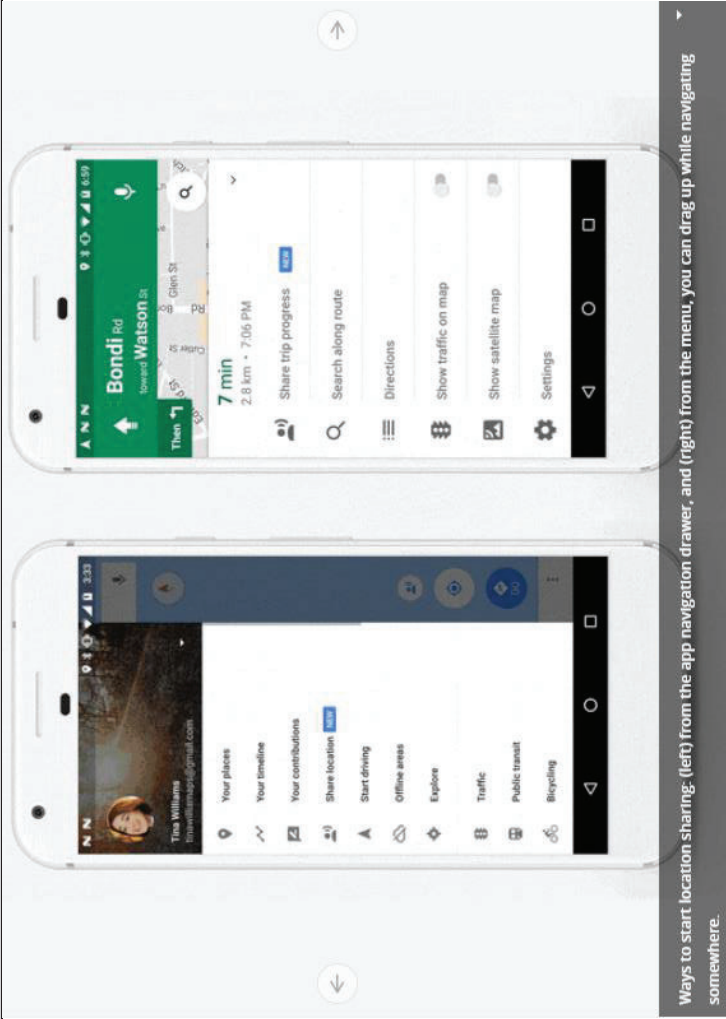 3:33
Tina Williams
tinawilliamaps@gmail.com
Your places
Your timeline
Your contributions
Share location NEW
Start driving
Offline areas
Explore
Traffic
Public transit
Bicycling
GO
6:59
Bondi Rd
toward Watson St
Then
Glen St
Rd
Cutler St
7 min
2.8 km • 7:06 PM
Share trip progress NEW
Search along route
Directions
Show traffic on map
Show satellite map
Settings
Ways to start location sharing: (left) from the app navigation drawer, and (right) from the menu, you can drag up while navigating
somewhere.